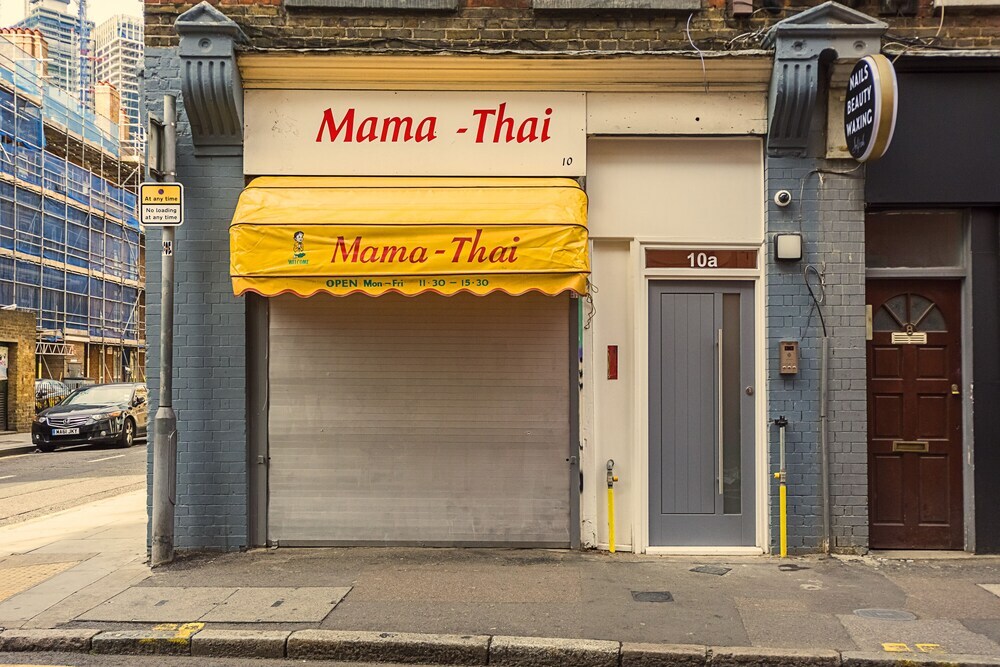 Mama - Thai
10
WELCOME
Mama - Thai
OPEN Mon - Fri 11·30 - 15·30
At any time
No loading
at any time
10a
NAILS
BEAUTY
WAXING
8